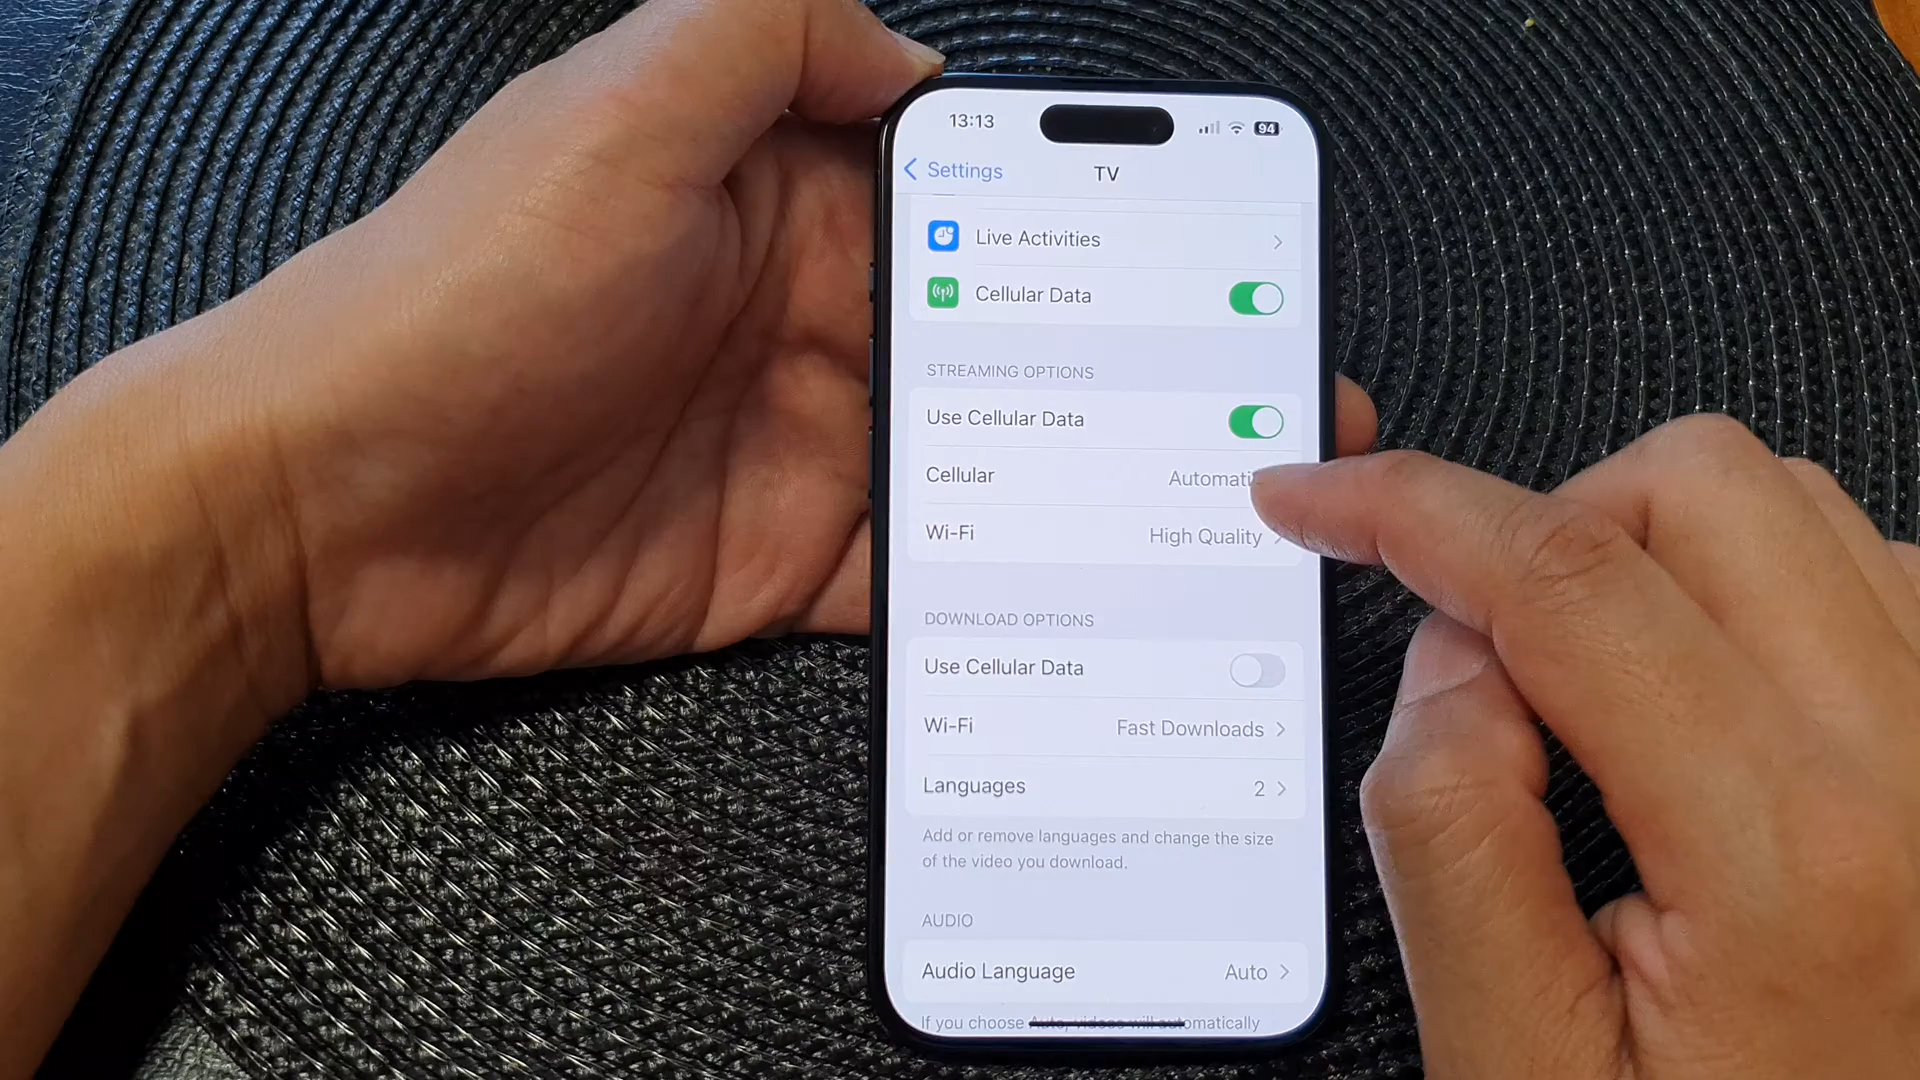 13:13
94
Settings
TV
Live Activities
Cellular Data
STREAMING OPTIONS
Use Cellular Data
Cellular Automati
Wi-Fi High Quality
DOWNLOAD OPTIONS
Use Cellular Data
Wi-Fi Fast Downloads
Languages 2
Add or remove languages and change the size
of the video you download.
AUDIO
Audio Language Auto
If you choose Auto, videos will automatically